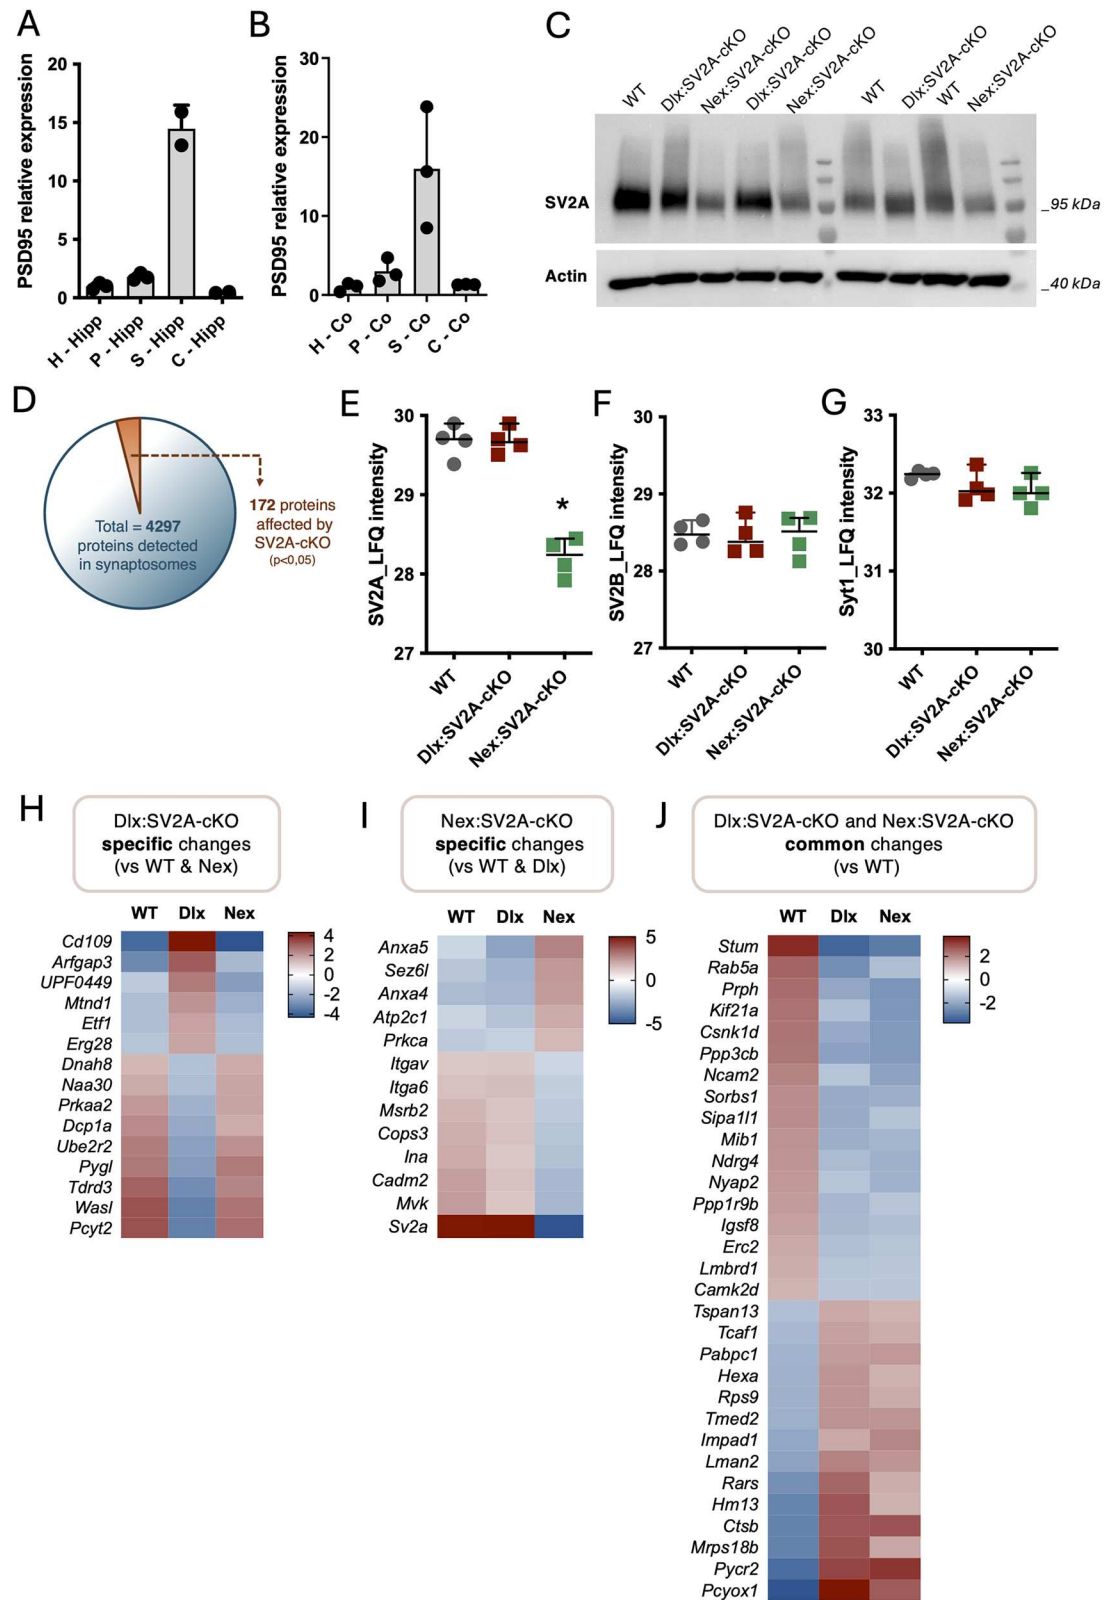 A
PSD95 relative expression
20
15
10
5
0
H - Hipp
P - Hipp
S - Hipp
C - Hipp
B
PSD95 relative expression
30
20
10
0
H - Co
P - Co
S - Co
C - Co
C
WT
Dlx:SV2A-cKO
Nex:SV2A-cKO
Dlx:SV2A-cKO
Nex:SV2A-cKO
WT
Dlx:SV2A-cKO
WT
Nex:SV2A-cKO
SV2A
_95 kDa
Actin
_40 kDa
D
Total = 4297
proteins detected
in synaptosomes
172 proteins
affected by
SV2A-cKO
(p<0,05)
E
SV2A_LFQ intensity
30
29
28
27
*
WT
Dlx:SV2A-cKO
Nex:SV2A-cKO
F
SV2B_LFQ intensity
30
29
28
27
WT
Dlx:SV2A-cKO
Nex:SV2A-cKO
G
Syt1_LFQ intensity
33
32
31
30
WT
Dlx:SV2A-cKO
Nex:SV2A-cKO
H
Dlx:SV2A-cKO
specific changes
(vs WT & Nex)
WT Dlx Nex
Cd109
Arfgap3
UPF0449
Mtnd1
Etf1
Erg28
Dnah8
Naa30
Prkaa2
Dcp1a
Ube2r2
Pygl
Tdrd3
Wasl
Pcyt2
4
2
0
-2
-4
I
Nex:SV2A-cKO
specific changes
(vs WT & Dlx)
WT Dlx Nex
Anxa5
Sez6l
Anxa4
Atp2c1
Prkca
Itgav
Itga6
Msrb2
Cops3
Ina
Cadm2
Mvk
Sv2a
5
0
-5
J
Dlx:SV2A-cKO and Nex:SV2A-cKO
common changes
(vs WT)
WT Dlx Nex
Stum
Rab5a
Prph
Kif21a
Csnk1d
Ppp3cb
Ncam2
Sorbs1
Sipa1l1
Mib1
Ndrg4
Nyap2
Ppp1r9b
Igsf8
Erc2
Lmbrd1
Camk2d
Tspan13
Tcaf1
Pabpc1
Hexa
Rps9
Tmed2
Impad1
Lman2
Rars
Hm13
Ctsb
Mrps18b
Pycr2
Pcyox1
2
0
-2